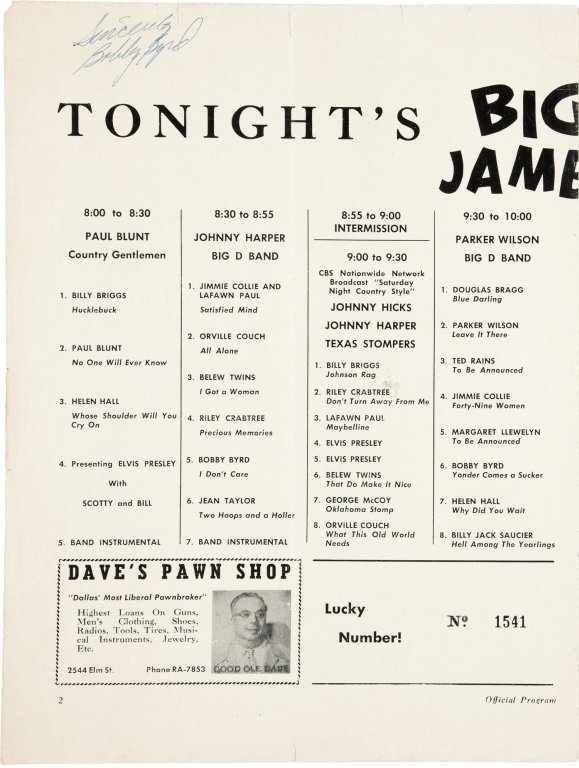 Sincerely
Bobby Byrd
TONIGHT'S
BIG
JAMB
8:00 to 8:30
PAUL BLUNT
Country Gentlemen
1. BILLY BRIGGS
Hucklebuck
2. PAUL BLUNT
No One Will Ever Know
3. HELEN HALL
Whose Shoulder Will You
Cry On
4. Presenting ELVIS PRESLEY
With
SCOTTY and BILL
5. BAND INSTRUMENTAL
8:30 to 8:55
JOHNNY HARPER
BIG D BAND
1. JIMMIE COLLIE AND
LAFAWN PAUL
Satisfied Mind
2. ORVILLE COUCH
All Alone
3. BELEW TWINS
I Got a Woman
4. RILEY CRABTREE
Precious Memories
5. BOBBY BYRD
I Don't Care
6. JEAN TAYLOR
Two Hoops and a Holler
7. BAND INSTRUMENTAL
8:55 to 9:00
INTERMISSION
9:00 to 9:30
CBS Nationwide Network
Broadcast "Saturday
Night Country Style"
JOHNNY HICKS
JOHNNY HARPER
TEXAS STOMPERS
1. BILLY BRIGGS
Johnson Rag
2. RILEY CRABTREE
Don't Turn Away From Me
3. LAFAWN PAUL
Maybelline
4. ELVIS PRESLEY
5. ELVIS PRESLEY
6. BELEW TWINS
That Do Make It Nice
7. GEORGE McCOY
Oklahoma Stomp
8. ORVILLE COUCH
What This Old World
Needs
9:30 to 10:00
PARKER WILSON
BIG D BAND
1. DOUGLAS BRAGG
Blue Darling
2. PARKER WILSON
Leave It There
3. TED RAINS
To Be Announced
4. JIMMIE COLLIE
Forty-Nine Women
5. MARGARET LLEWELYN
To Be Announced
6. BOBBY BYRD
Yonder Comes a Sucker
7. HELEN HALL
Why Did You Wait
8. BILLY JACK SAUCIER
Hell Among The Yearlings
DAVE'S PAWN SHOP
"Dallas' Most Liberal Pawnbroker"
Highest Loans On Guns,
Men's Clothing, Shoes,
Radios, Tools, Tires, Musi-
cal Instruments, Jewelry,
Etc.
2544 Elm St. Phone RA-7853
GOOD OLE DAVE
Lucky
Number!
Nº 1541
2
Official Program